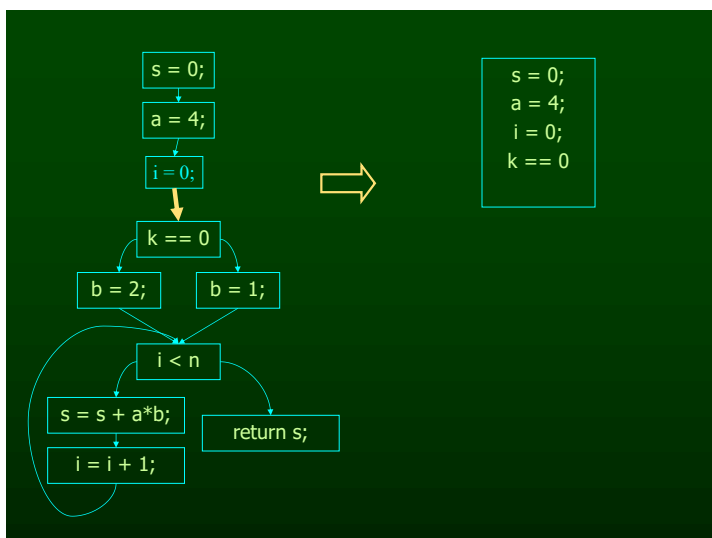 s = 0;
a = 4;
i = 0;
k == 0
b = 2;
b = 1;
i < n
s = s + a*b;
return s;
i = i + 1;
s = 0;
a = 4;
i = 0;
k == 0